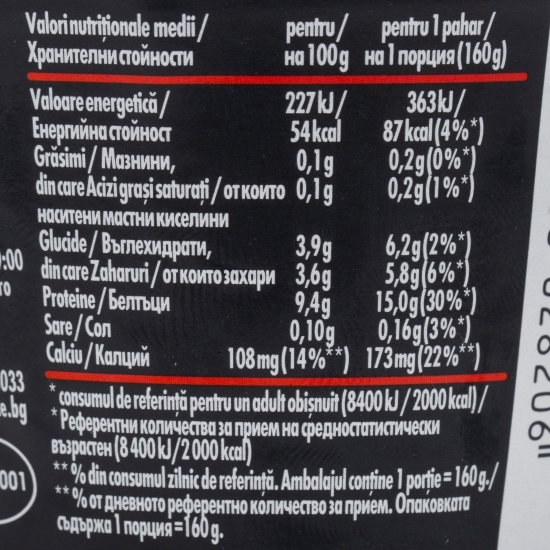 Valori nutriționale medii / pentru / pentru 1 pahar /
Хранителни стойности на 100g на 1 порция (160g)
Valoare energetică / 227 kJ / 363kJ /
Енергийна стойност 54 kcal 87 kcal (4%*)
Grăsimi / Мазнини, 0,1g 0,2g (0%*)
din care Acizi grași saturați / от които 0,1g 0,2g (1%*)
наситени мастни киселини
Glucide / Въглехидрати, 3,9g 6,2g (2%*)
din care Zaharuri / от които захари 3,6g 5,8g (6%*)
Proteine / Белтъци 9,4g 15,0g (30%*)
Sare / Сол 0,10g 0,16g (3%*)
Calciu / Калций 108 mg (14%**) 173 mg (22%**)
* consumul de referință pentru un adult obișnuit (8400 kJ / 2000 kcal) /
* Референтни количества за прием на средностатистически
възрастен (8 400 kJ / 2 000 kcal)
** % din consumul zilnic de referință. Ambalajul conține 1 porție = 160 g. /
** % от дневното референтно количество за прием. Опаковката
съдържа 1 порция = 160 g.
:00
033
e.bg
001